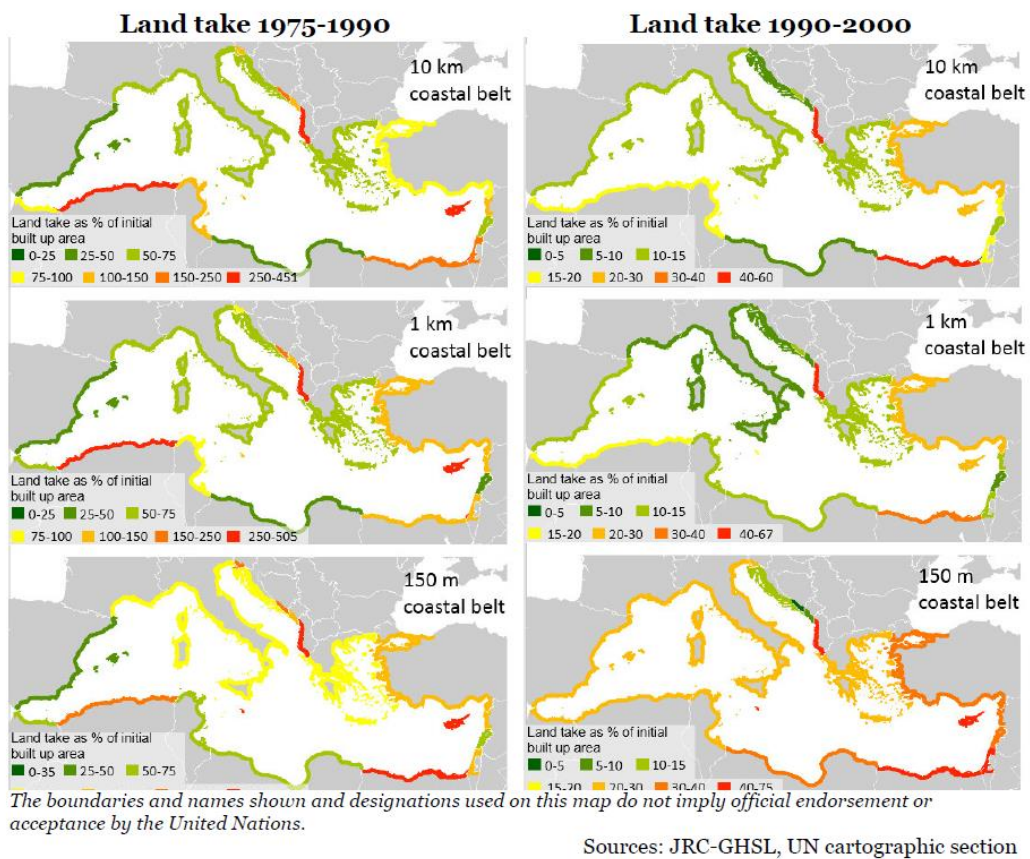 Land take 1975-1990
10 km
coastal belt
Land take as % of initial
built up area
0-25 25-50 50-75
75-100 100-150 150-250 250-451
1 km
coastal belt
Land take as % of initial
built up area
0-25 25-50 50-75
75-100 100-150 150-250 250-505
150 m
coastal belt
Land take as % of initial
built up area
0-35 25-50 50-75
Land take 1990-2000
10 km
coastal belt
Land take as % of initial
built up area
0-5 5-10 10-15
15-20 20-30 30-40 40-60
1 km
coastal belt
Land take as % of initial
built up area
0-5 5-10 10-15
15-20 20-30 30-40 40-67
150 m
coastal belt
Land take as % of initial
built up area
0-5 5-10 10-15
15-20 20-30 30-40 40-75
The boundaries and names shown and designations used on this map do not imply official endorsement or
acceptance by the United Nations.
Sources: JRC-GHSL, UN cartographic section